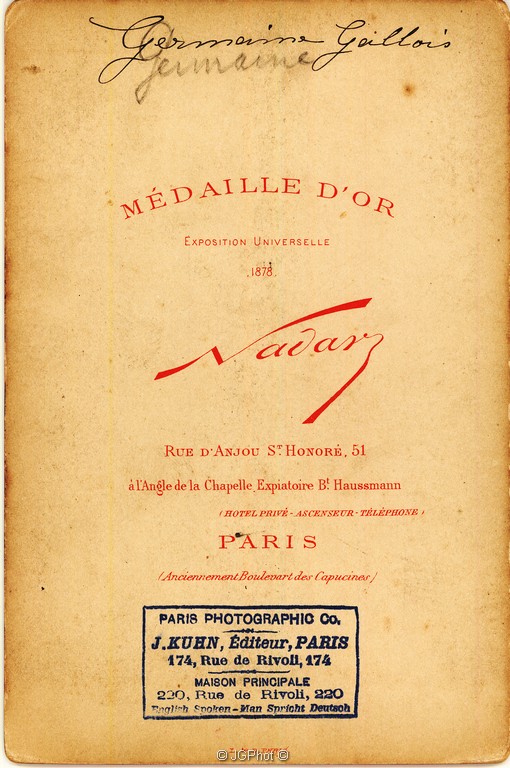 Germaine Gallois
Germaine
MÉDAILLE D'OR
EXPOSITION UNIVERSELLE
1878
Nadar
RUE D'ANJOU ST HONORÉ, 51
à l'Angle de la Chapelle Expiatoire Bt Haussmann
(HOTEL PRIVÉ - ASCENSEUR - TÉLÉPHONE)
PARIS
(Anciennement Boulevart des Capucines)
PARIS PHOTOGRAPHIC Co.
J. KUHN, Éditeur, PARIS
174, Rue de Rivoli, 174
MAISON PRINCIPALE
220, Rue de Rivoli, 220
English Spoken - Man Spricht Deutsch
© JGPhot ©